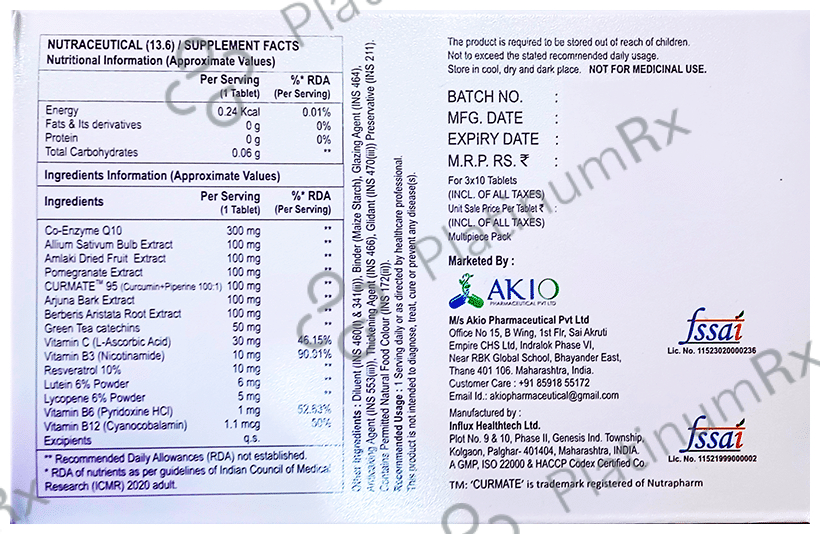 NUTRACEUTICAL (13.6) / SUPPLEMENT FACTS
Nutritional Information (Approximate Values)
Per Serving (1 Tablet) %* RDA (Per Serving)
Energy 0.24 Kcal 0.01%
Fats & Its derivatives 0 g 0%
Protein 0 g 0%
Total Carbohydrates 0.06 g **
Ingredients Information (Approximate Values)
Ingredients Per Serving (1 Tablet) %* RDA (Per Serving)
Co-Enzyme Q10 300 mg **
Allium Sativum Bulb Extract 100 mg **
Amlaki Dried Fruit Extract 100 mg **
Pomegranate Extract 100 mg **
CURMATE™ 95 (Curcumin+Piperine 100:1) 100 mg **
Arjuna Bark Extract 100 mg **
Berberis Aristata Root Extract 100 mg **
Green Tea catechins 50 mg **
Vitamin C (L-Ascorbic Acid) 30 mg 46.15%
Vitamin B3 (Nicotinamide) 10 mg 90.91%
Resveratrol 10% 10 mg **
Lutein 6% Powder 6 mg **
Lycopene 6% Powder 5 mg **
Vitamin B6 (Pyridoxine HCl) 1 mg 52.63%
Vitamin B12 (Cyanocobalamin) 1.1 mcg 50%
Excipients q.s.
** Recommended Daily Allowances (RDA) not established.
* RDA of nutrients as per guidelines of Indian Council of Medical
Research (ICMR) 2020 adult.
Other Ingredients : Diluent (INS 460(i) & 341(iii)), Binder (Maize Starch), Glazing Agent (INS 464),
Anticaking Agent (INS 553(iii)), Thickening Agent (INS 466), Glidant (INS 470(iii)) Preservative (INS 211).
Contains Permitted Natural Food Colour (INS 172(ii)).
Recommended Usage : 1 Serving daily or as directed by healthcare professional.
This product is not intended to diagnose, treat, cure or prevent any disease(s).
The product is required to be stored out of reach of children.
Not to exceed the stated recommended daily usage.
Store in cool, dry and dark place. NOT FOR MEDICINAL USE.
BATCH NO. :
MFG. DATE :
EXPIRY DATE :
M.R.P. RS. ₹ :
For 3x10 Tablets
(INCL. OF ALL TAXES)
Unit Sale Price Per Tablet ₹ :
(INCL. OF ALL TAXES)
Multipiece Pack
Marketed By :
AKIO
PHARMACEUTICAL PVT LTD
M/s Akio Pharmaceutical Pvt Ltd
Office No 15, B Wing, 1st Flr, Sai Akruti
Empire CHS Ltd, Indralok Phase VI,
Near RBK Global School, Bhayander East,
Thane 401 106. Maharashtra, India.
Customer Care : +91 85918 55172
Email Id.: akiopharmaceutical@gmail.com
fssai
Lic. No. 11523020000236
Manufactured by :
Influx Healthtech Ltd.
Plot No. 9 & 10, Phase II, Genesis Ind. Township,
Kolgaon, Palghar- 401404, Maharashtra, INDIA.
A GMP, ISO 22000 & HACCP Codex Certified Co.
fssai
Lic. No. 11521999000002
TM: 'CURMATE' is trademark registered of Nutrapharm
PlatinumRx
PlatinumRx
PlatinumRx
Rx